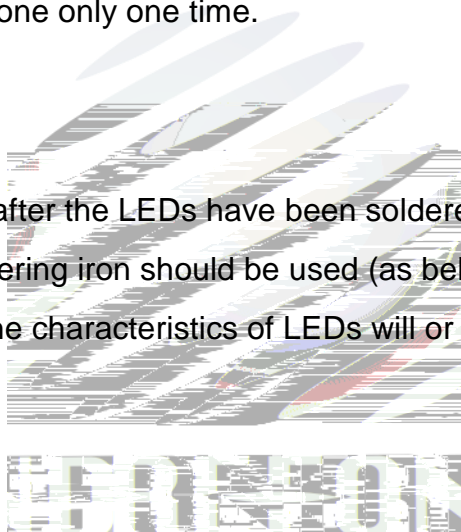 one only one time.
after the LEDs have been soldere
ering iron should be used (as bel
ne characteristics of LEDs will or